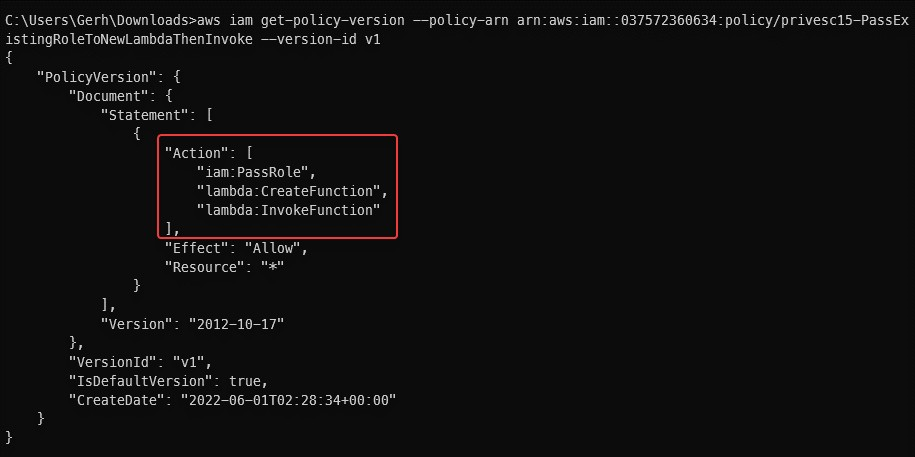 C:\Users\Gerh\Downloads>aws iam get-policy-version --policy-arn arn:aws:iam::037572360634:policy/privesc15-PassEx
istingRoleToNewLambdaThenInvoke --version-id v1
{
    "PolicyVersion": {
        "Document": {
            "Statement": [
                {
                    "Action": [
                        "iam:PassRole",
                        "lambda:CreateFunction",
                        "lambda:InvokeFunction"
                    ],
                    "Effect": "Allow",
                    "Resource": "*"
                }
            ],
            "Version": "2012-10-17"
        },
        "VersionId": "v1",
        "IsDefaultVersion": true,
        "CreateDate": "2022-06-01T02:28:34+00:00"
    }
}